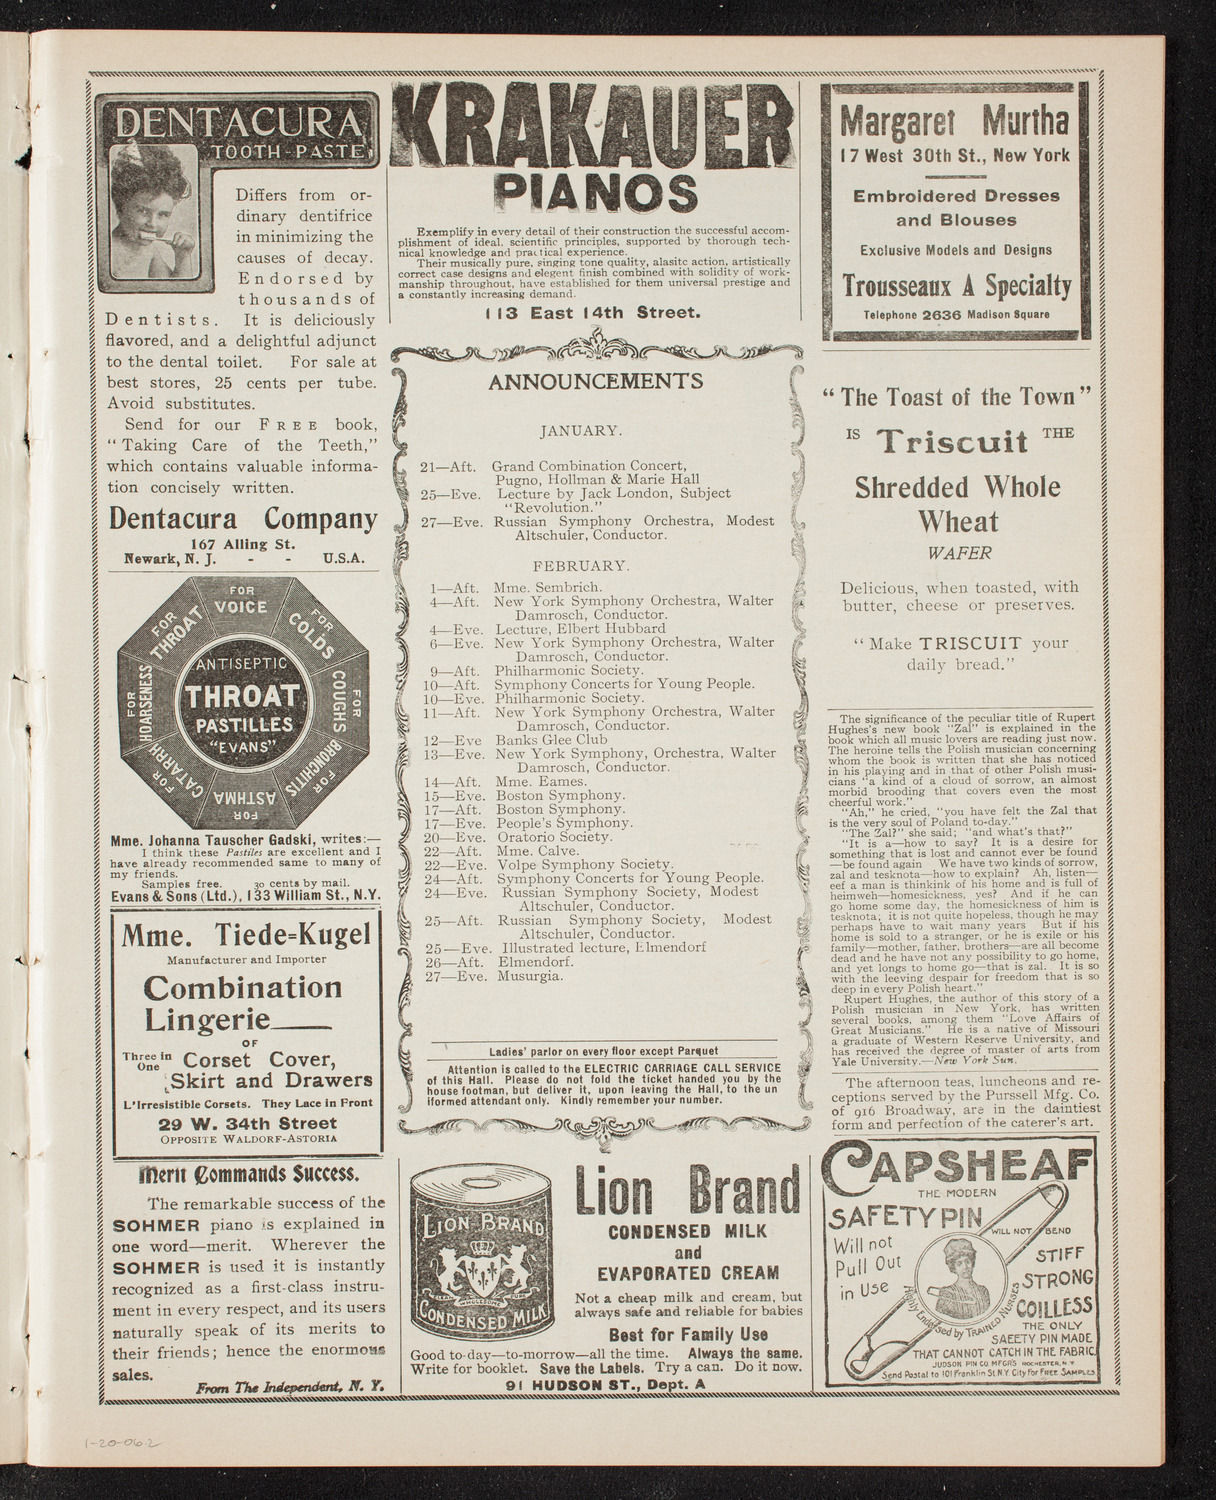 DENTACURA
TOOTH-PASTE
Differs from or-
dinary dentifrice
in minimizing the
causes of decay.
Endorsed by
thousands of
Dentists. It is deliciously
flavored, and a delightful adjunct
to the dental toilet. For sale at
best stores, 25 cents per tube.
Avoid substitutes.
Send for our FREE book,
"Taking Care of the Teeth,"
which contains valuable informa-
tion concisely written.
Dentacura Company
167 Alling St.
Newark, N. J. - - U.S.A.
FOR VOICE
FOR COLDS
FOR COUGHS
FOR BRONCHITIS
FOR ASTHMA
FOR CATARRH
FOR HOARSENESS
FOR THROAT
ANTISEPTIC
THROAT
PASTILLES
"EVANS"
Mme. Johanna Tauscher Gadski, writes:—
I think these Pastiles are excellent and I
have already recommended same to many of
my friends.
Samples free. 30 cents by mail.
Evans & Sons (Ltd.), 133 William St., N.Y.
Mme. Tiede=Kugel
Manufacturer and Importer
Combination
Lingerie
OF
Three in One Corset Cover,
Skirt and Drawers
L'Irresistible Corsets. They Lace in Front
29 W. 34th Street
OPPOSITE WALDORF-ASTORIA
Merit Commands Success.
The remarkable success of the
SOHMER piano is explained in
one word—merit. Wherever the
SOHMER is used it is instantly
recognized as a first-class instru-
ment in every respect, and its users
naturally speak of its merits to
their friends; hence the enormous
sales.
From The Independent, N. Y.
KRAKAUER
PIANOS
Exemplify in every detail of their construction the successful accom-
plishment of ideal, scientific principles, supported by thorough tech-
nical knowledge and practical experience.
Their musically pure, singing tone quality, alasitc action, artistically
correct case designs and elegent finish combined with solidity of work-
manship throughout, have established for them universal prestige and
a constantly increasing demand.
113 East 14th Street.
ANNOUNCEMENTS
JANUARY.
21—Aft. Grand Combination Concert,
Pugno, Hollman & Marie Hall
25—Eve. Lecture by Jack London, Subject
"Revolution."
27—Eve. Russian Symphony Orchestra, Modest
Altschuler, Conductor.
FEBRUARY.
1—Aft. Mme. Sembrich.
4—Aft. New York Symphony Orchestra, Walter
Damrosch, Conductor.
4—Eve. Lecture, Elbert Hubbard
6—Eve. New York Symphony Orchestra, Walter
Damrosch, Conductor.
9—Aft. Philharmonic Society.
10—Aft. Symphony Concerts for Young People.
10—Eve. Philharmonic Society.
11—Aft. New York Symphony Orchestra, Walter
Damrosch, Conductor.
12—Eve Banks Glee Club
13—Eve. New York Symphony, Orchestra, Walter
Damrosch, Conductor.
14—Aft. Mme. Eames.
15—Eve. Boston Symphony.
17—Aft. Boston Symphony.
17—Eve. People's Symphony.
20—Eve. Oratorio Society.
22—Aft. Mme. Calve.
22—Eve. Volpe Symphony Society.
24—Aft. Symphony Concerts for Young People.
24—Eve. Russian Symphony Society, Modest
Altschuler, Conductor.
25—Aft. Russian Symphony Society, Modest
Altschuler, Conductor.
25—Eve. Illustrated lecture, Elmendorf
26—Aft. Elmendorf.
27—Eve. Musurgia.
Ladies' parlor on every floor except Parquet
Attention is called to the ELECTRIC CARRIAGE CALL SERVICE
of this Hall. Please do not fold the ticket handed you by the
house footman, but deliver it, upon leaving the Hall, to the un
iformed attendant only. Kindly remember your number.
LION BRAND
WHOLESOME PURE
CONDENSED MILK
Lion Brand
CONDENSED MILK
and
EVAPORATED CREAM
Not a cheap milk and cream, but
always safe and reliable for babies
Best for Family Use
Good to-day—to-morrow—all the time. Always the same.
Write for booklet. Save the Labels. Try a can. Do it now.
91 HUDSON ST., Dept. A
Margaret Murtha
17 West 30th St., New York
Embroidered Dresses
and Blouses
Exclusive Models and Designs
Trousseaux A Specialty
Telephone 2636 Madison Square
"The Toast of the Town"
IS Triscuit THE
Shredded Whole
Wheat
WAFER
Delicious, when toasted, with
butter, cheese or preserves.
"Make TRISCUIT your
daily bread."
The significance of the peculiar title of Rupert
Hughes's new book "Zal" is explained in the
book which all music lovers are reading just now.
The heroine tells the Polish musician concerning
whom the book is written that she has noticed
in his playing and in that of other Polish musi-
cians "a kind of a cloud of sorrow, an almost
morbid brooding that covers even the most
cheerful work."
"Ah," he cried, "you have felt the Zal that
is the very soul of Poland to-day."
"The Zal?" she said; "and what's that?"
"It is a—how to say? It is a desire for
something that is lost and cannot ever be found
—be found again We have two kinds of sorrow,
zal and tesknota—how to explain? Ah, listen—
eef a man is thinkink of his home and is full of
heimweh—homesickness, yes? And if he can
go home some day, the homesickness of him is
tesknota; it is not quite hopeless, though he may
perhaps have to wait many years But if his
home is sold to a stranger, or he is exile or his
family—mother, father, brothers—are all become
dead and he have not any possibility to go home,
and yet longs to home go—that is zal. It is so
with the leeving despair for freedom that is so
deep in every Polish heart."
Rupert Hughes, the author of this story of a
Polish musician in New York, has written
several books, among them "Love Affairs of
Great Musicians." He is a native of Missouri
a graduate of Western Reserve University, and
has received the degree of master of arts from
Yale University.—New York Sun.
The afternoon teas, luncheons and re-
ceptions served by the Purssell Mfg. Co.
of 916 Broadway, are in the daintiest
form and perfection of the caterer's art.
CAPSHEAF
THE MODERN
SAFETY PIN
WILL NOT BEND
Will not
Pull Out
in Use
STIFF
STRONG
COILLESS
Highly Endorsed by TRAINED NURSES
THE ONLY
SAFETY PIN MADE
THAT CANNOT CATCH IN THE FABRIC.
JUDSON PIN CO. MFGRS ROCHESTER, N. Y.
Send Postal to 101 Franklin St. N.Y. City for FREE SAMPLES
1-20-06 2